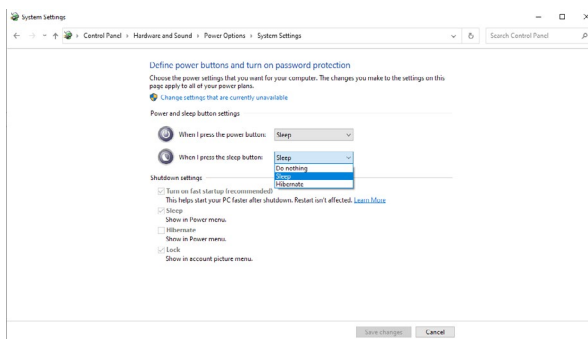 System Settings
Control Panel > Hardware and Sound > Power Options > System Settings
Search Control Panel
Define power buttons and turn on password protection
Choose the power settings that you want for your computer. The changes you make to the settings on this
page apply to all of your power plans.
Change settings that are currently unavailable
Power and sleep button settings
When I press the power button: Sleep
When I press the sleep button: Sleep
Do nothing
Sleep
Hibernate
Shutdown settings
Turn on fast startup (recommended)
This helps start your PC faster after shutdown. Restart isn't affected. Learn More
Sleep
Show in Power menu.
Hibernate
Show in Power menu.
Lock
Show in account picture menu.
Save changes Cancel